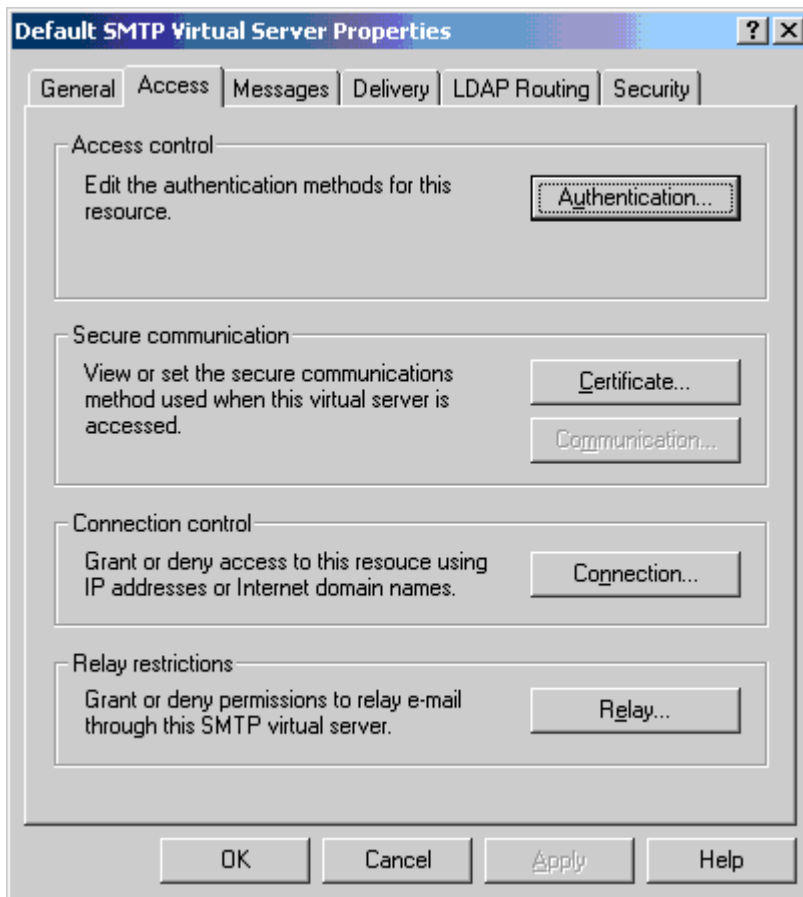 Default SMTP Virtual Server Properties
General Access Messages Delivery LDAP Routing Security
Access control
Edit the authentication methods for this
resource.
Authentication...
Secure communication
View or set the secure communications
method used when this virtual server is
accessed.
Certificate...
Communication...
Connection control
Grant or deny access to this resouce using
IP addresses or Internet domain names.
Connection...
Relay restrictions
Grant or deny permissions to relay e-mail
through this SMTP virtual server.
Relay...
OK Cancel Apply Help